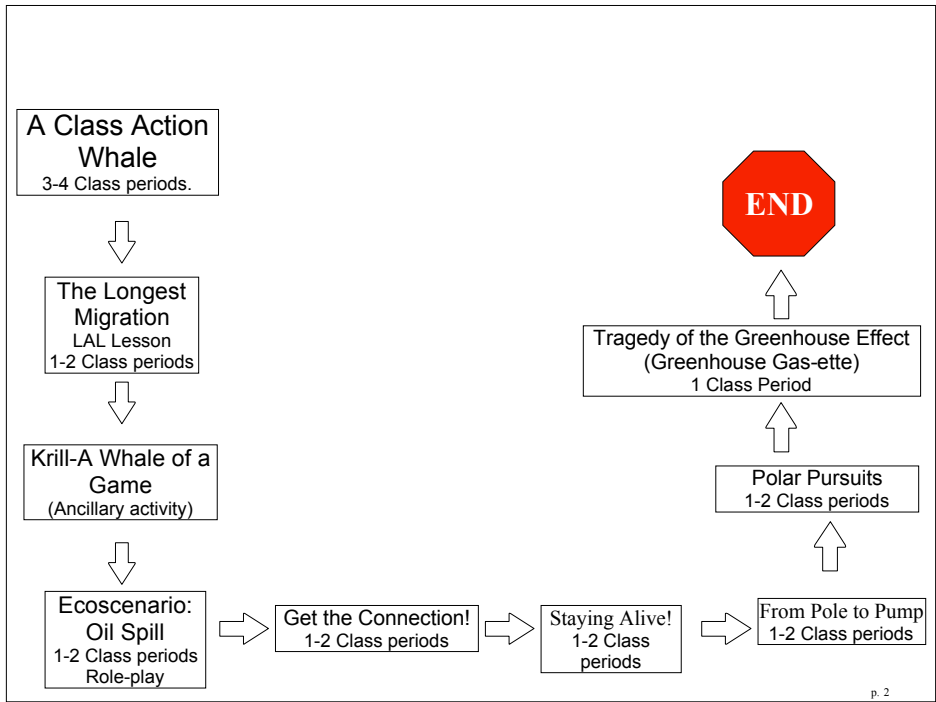 A Class Action
Whale
3-4 Class periods.
The Longest
Migration
LAL Lesson
1-2 Class periods
Krill-A Whale of a
Game
(Ancillary activity)
Ecoscenario:
Oil Spill
1-2 Class periods
Role-play
Get the Connection!
1-2 Class periods
Staying Alive!
1-2 Class
periods
From Pole to Pump
1-2 Class periods
Polar Pursuits
1-2 Class periods
Tragedy of the Greenhouse Effect
(Greenhouse Gas-ette)
1 Class Period
END
p. 2